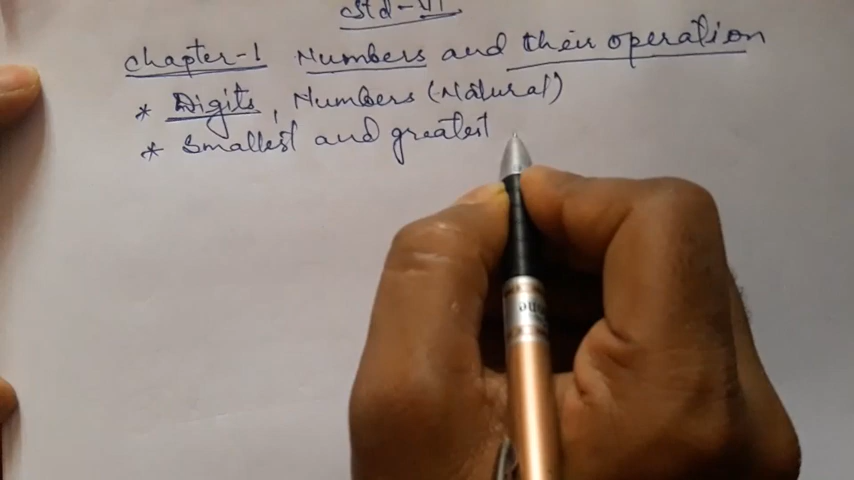 Std-VI
Chapter-1 Numbers and their operation
* Digits, Numbers (Natural)
* Smallest and greatest